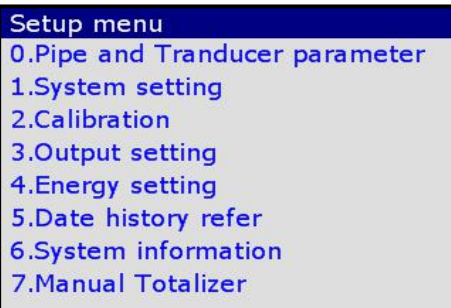 Setup menu
0.Pipe and Tranducer parameter
1.System setting
2.Calibration
3.Output setting
4.Energy setting
5.Date history refer
6.System information
7.Manual Totalizer